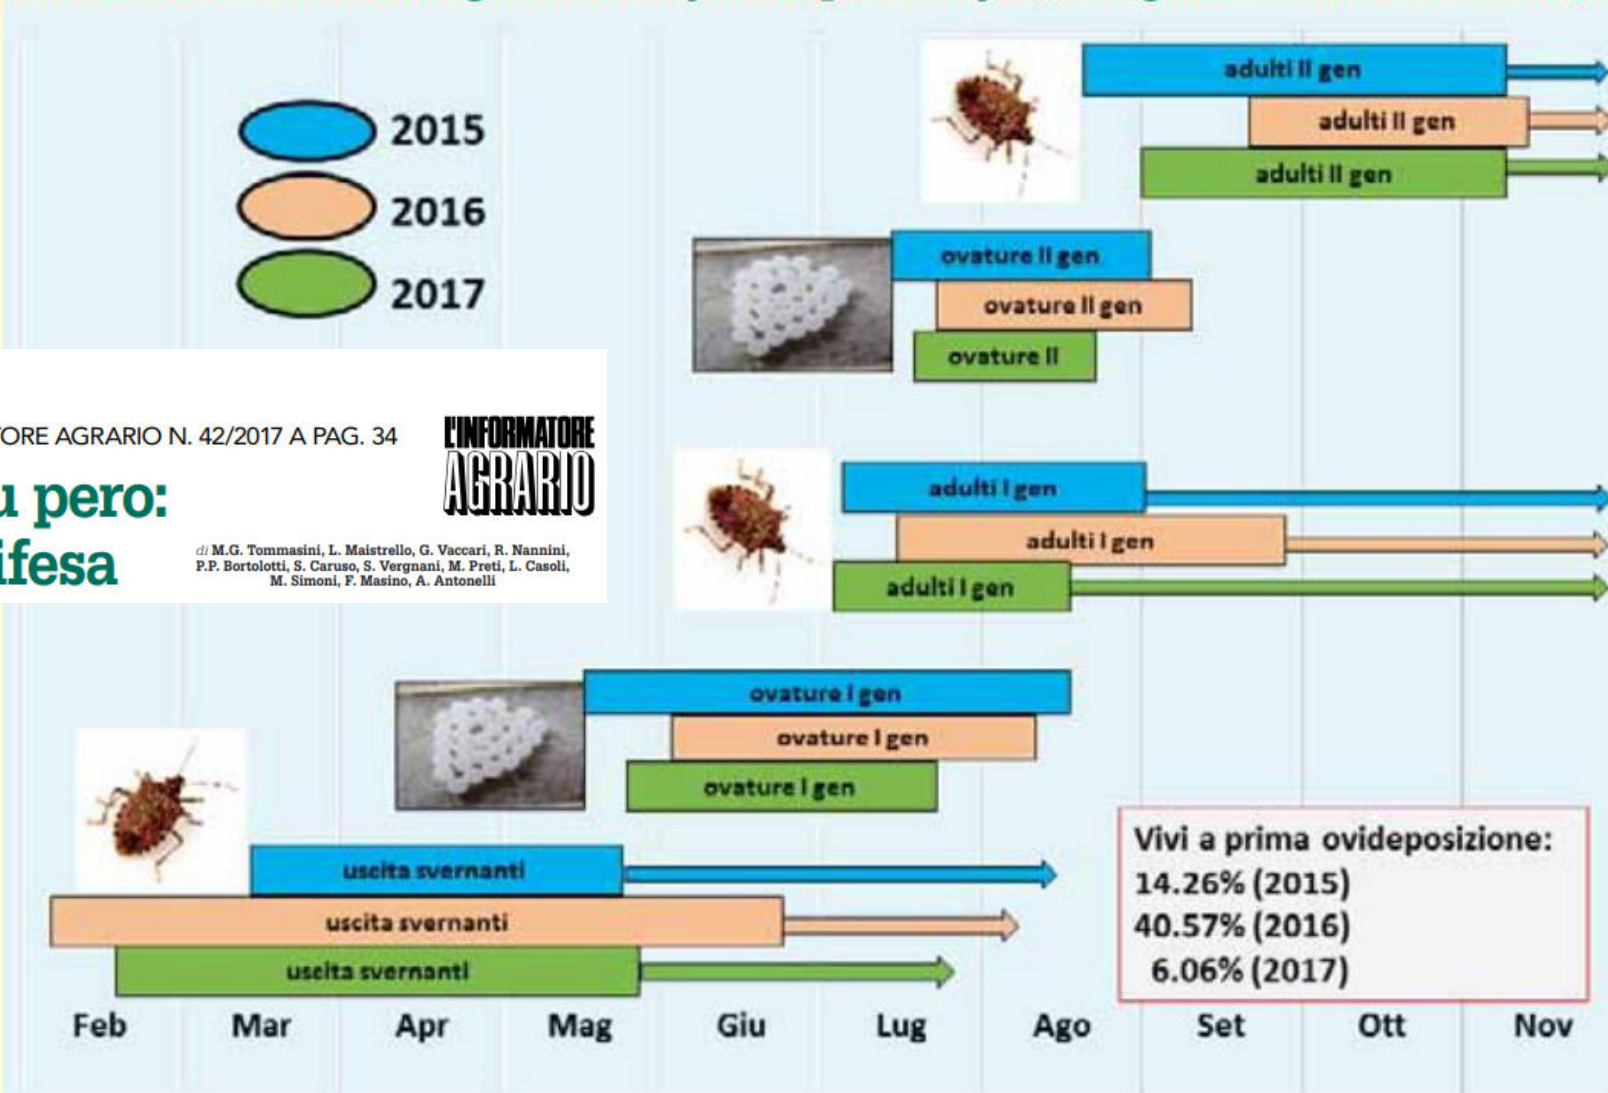 2015
2016
2017
adulti II gen
adulti II gen
adulti II gen
ovature II gen
ovature II gen
ovature II
TORE AGRARIO N. 42/2017 A PAG. 34
L'INFORMATORE
AGRARIO
u pero:
ifesa
di M.G. Tommasini, L. Maistrello, G. Vaccari, R. Nannini,
P.P. Bortolotti, S. Caruso, S. Vergnani, M. Preti, L. Casoli,
M. Simoni, F. Masino, A. Antonelli
adulti I gen
adulti I gen
adulti I gen
ovature I gen
ovature I gen
ovature I gen
uscita svernanti
uscita svernanti
uscita svernanti
Vivi a prima ovideposizione:
14.26% (2015)
40.57% (2016)
6.06% (2017)
Feb Mar Apr Mag Giu Lug Ago Set Ott Nov